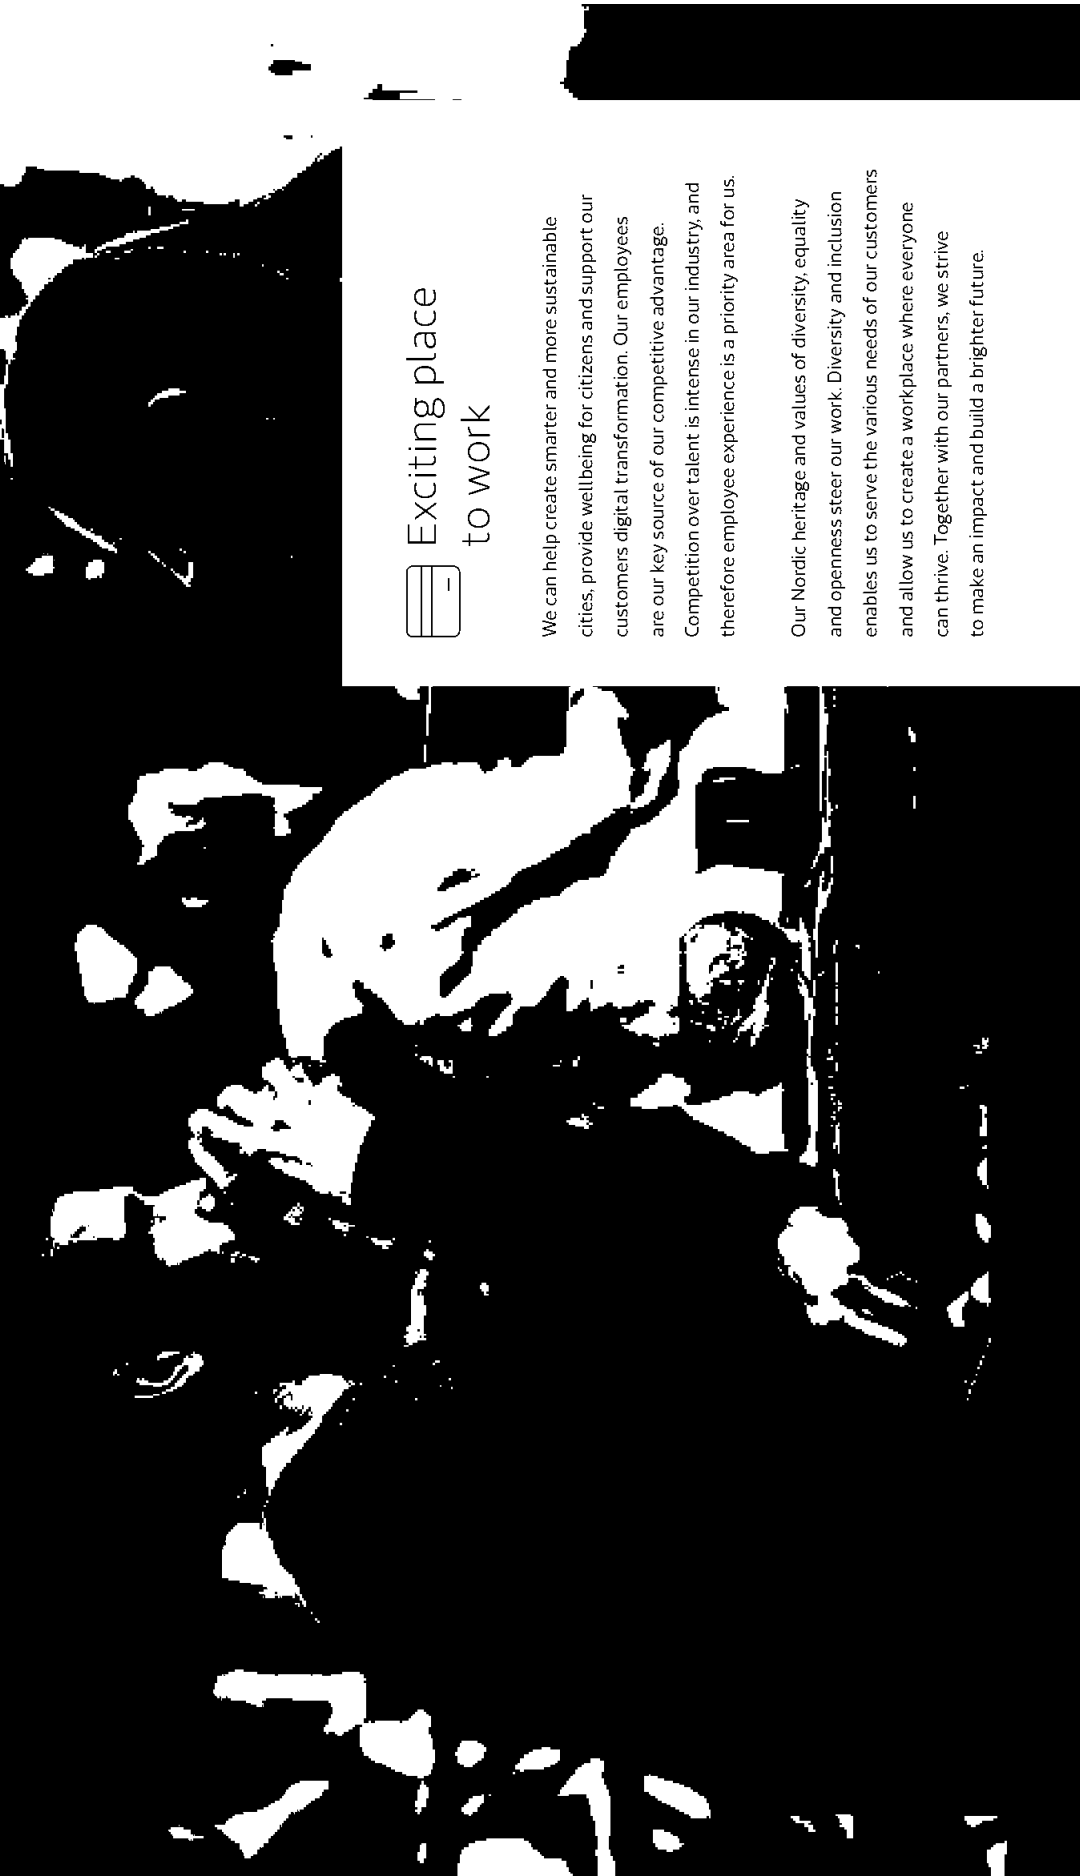 Exciting place
to work
We can help create smarter and more sustainable
cities, provide wellbeing for citizens and support our
customers digital transformation. Our employees
are our key source of our competitive advantage.
Competition over talent is intense in our industry, and
therefore employee experience is a priority area for us.
Our Nordic heritage and values of diversity, equality
and openness steer our work. Diversity and inclusion
enables us to serve the various needs of our customers
and allow us to create a workplace where everyone
can thrive. Together with our partners, we strive
to make an impact and build a brighter future.